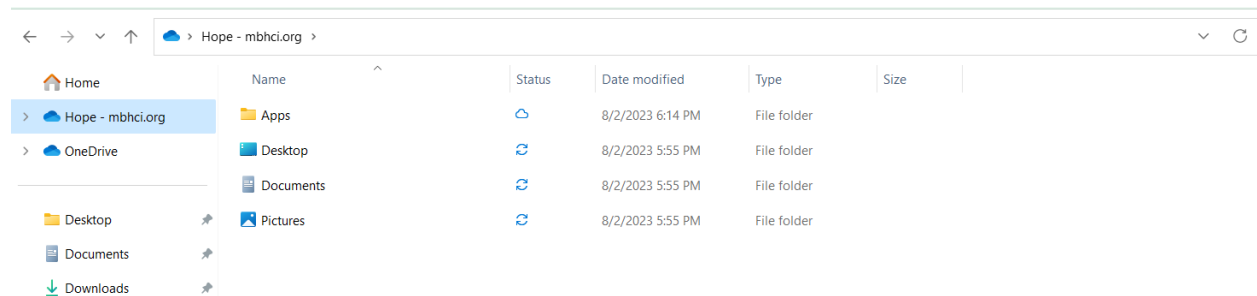 Hope - mbhci.org
Name Status Date modified Type Size
Home
Hope - mbhci.org
OneDrive
Desktop
Documents
Downloads
Apps 8/2/2023 6:14 PM File folder
Desktop 8/2/2023 5:55 PM File folder
Documents 8/2/2023 5:55 PM File folder
Pictures 8/2/2023 5:55 PM File folder